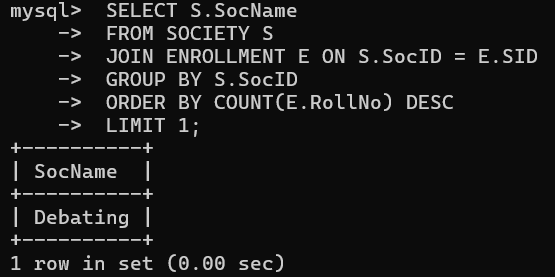 mysql>  SELECT S.SocName
    ->  FROM SOCIETY S
    ->  JOIN ENROLLMENT E ON S.SocID = E.SID
    ->  GROUP BY S.SocID
    ->  ORDER BY COUNT(E.RollNo) DESC
    ->  LIMIT 1;
+----------+
| SocName  |
+----------+
| Debating |
+----------+
1 row in set (0.00 sec)